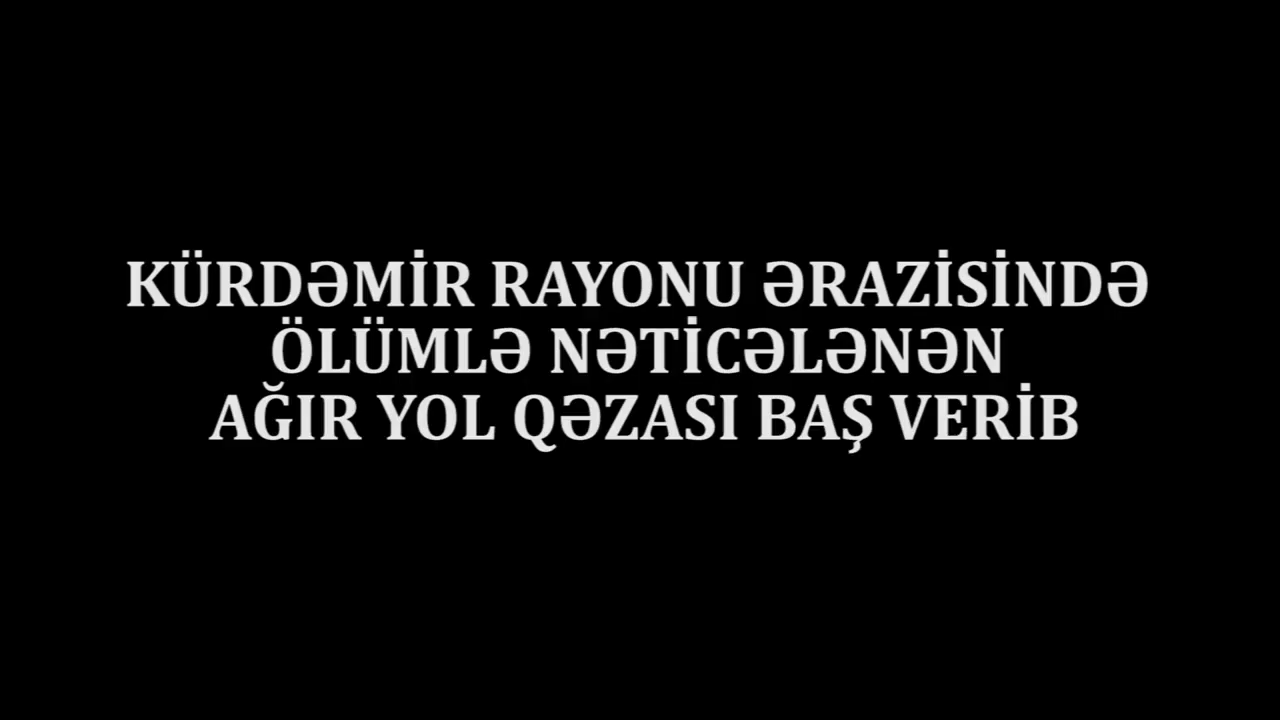 KÜRDƏMİR RAYONU ƏRAZİSİNDƏ
ÖLÜMLƏ NƏTİCƏLƏNƏN
AĞIR YOL QƏZASI BAŞ VERİB